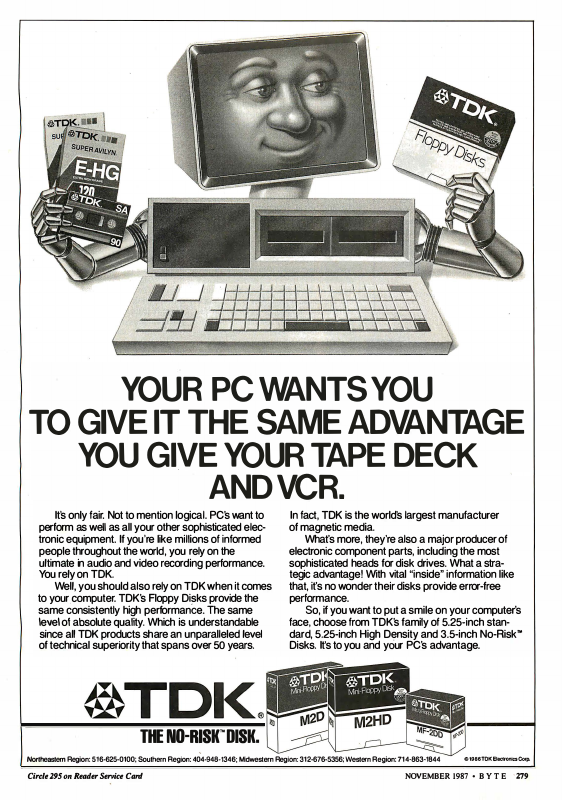 TDK.
SUP
TDK.
SUPER AVILYN
E-HG
120
TDK. SA
90
TDK.
Floppy Disks
YOUR PC WANTS YOU
TO GIVE IT THE SAME ADVANTAGE
YOU GIVE YOUR TAPE DECK
AND VCR.
It's only fair. Not to mention logical. PC's want to
perform as well as all your other sophisticated elec-
tronic equipment. If you're like millions of informed
people throughout the world, you rely on the
ultimate in audio and video recording performance.
You rely on TDK.
Well, you should also rely on TDK when it comes
to your computer. TDK's Floppy Disks provide the
same consistently high performance. The same
level of absolute quality. Which is understandable
since all TDK products share an unparalleled level
of technical superiority that spans over 50 years.
In fact, TDK is the world's largest manufacturer
of magnetic media.
What's more, they're also a major producer of
electronic component parts, including the most
sophisticated heads for disk drives. What a stra-
tegic advantage! With vital "inside" information like
that, it's no wonder their disks provide error-free
performance.
So, if you want to put a smile on your computer's
face, choose from TDK's family of 5.25-inch stan-
dard, 5.25-inch High Density and 3.5-inch No-Risk™
Disks. It's to you and your PC's advantage.
TDK®
THE NO-RISK™ DISK.
TDK
Mini-Floppy Di
M2D
TDK
Mini-Floppy Disk
M2HD
TDK
MF-2DD
Northeastern Region: 516-625-0100; Southern Region: 404-948-1346; Midwestern Region: 312-676-5356; Western Region: 714-863-1844
© 1986 TDK Electronics Corp.
Circle 295 on Reader Service Card
NOVEMBER 1987 • BYTE 279